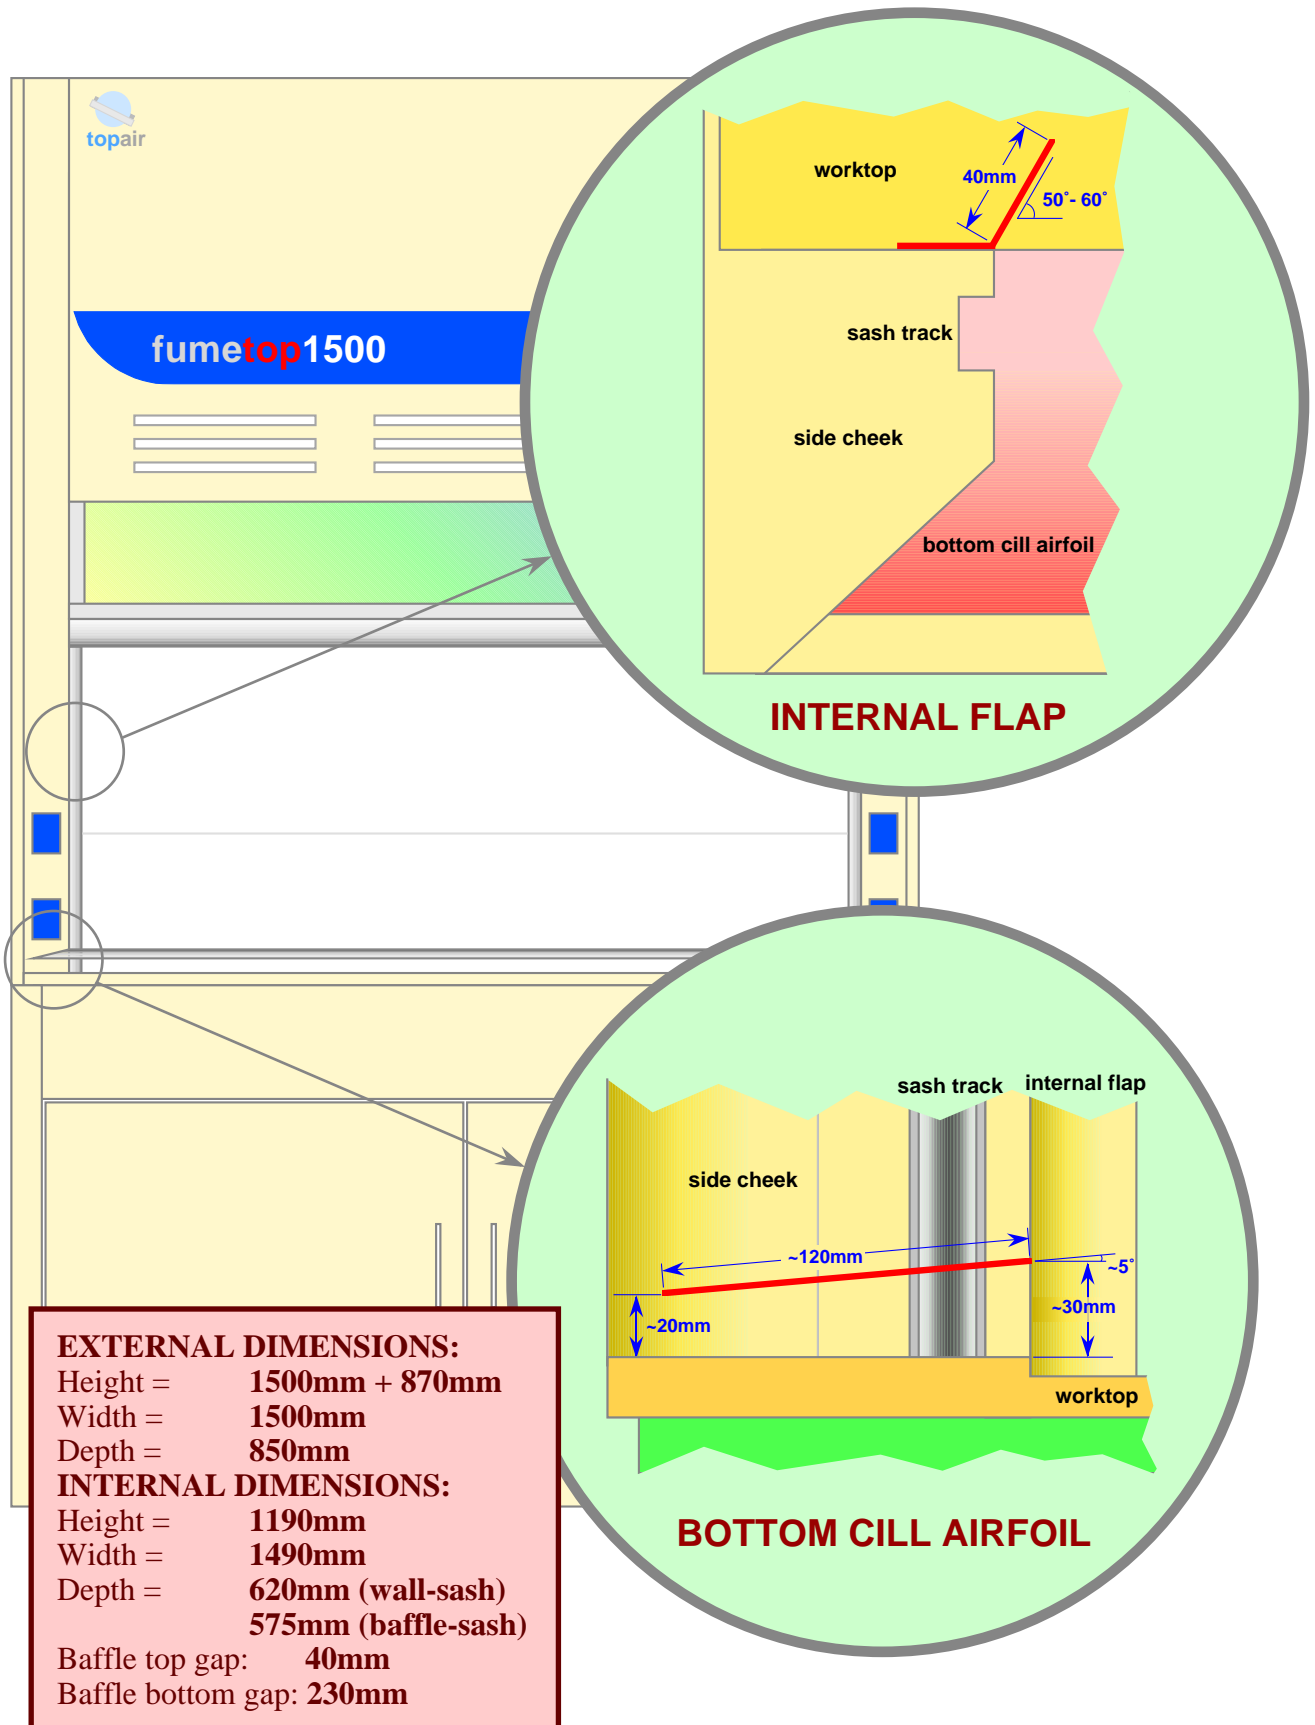 topair
fumetop1500
worktop
40mm
50˚- 60˚
sash track
side cheek
bottom cill airfoil
INTERNAL FLAP
sash track
internal flap
side cheek
~120mm
~5˚
~30mm
~20mm
worktop
BOTTOM CILL AIRFOIL
EXTERNAL DIMENSIONS:
Height = 1500mm + 870mm
Width = 1500mm
Depth = 850mm
INTERNAL DIMENSIONS:
Height = 1190mm
Width = 1490mm
Depth = 620mm (wall-sash)
575mm (baffle-sash)
Baffle top gap: 40mm
Baffle bottom gap: 230mm